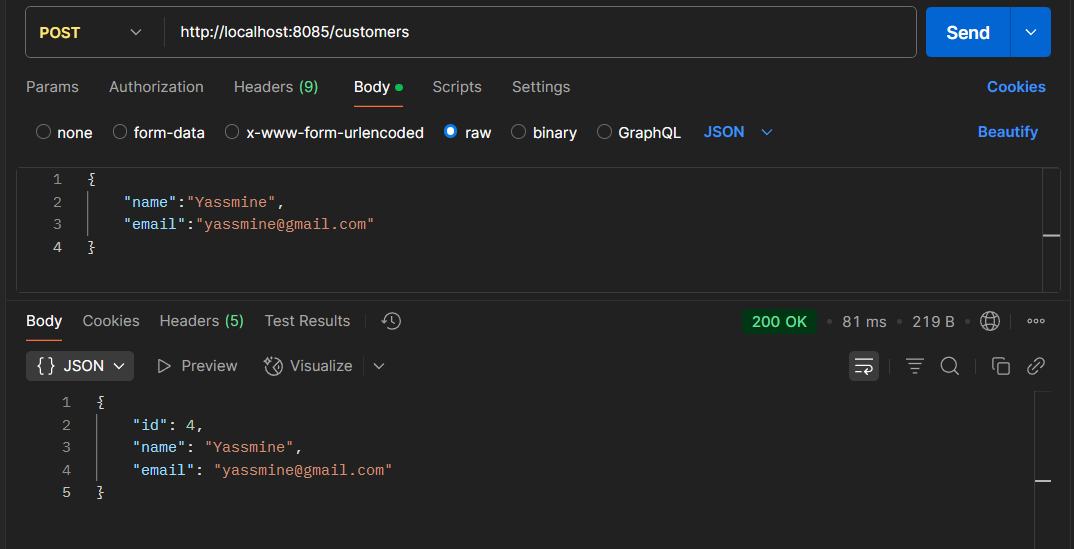 POST http://localhost:8085/customers Send
Params Authorization Headers (9) Body Scripts Settings Cookies
none form-data x-www-form-urlencoded raw binary GraphQL JSON Beautify
1 {
2 "name":"Yassmine",
3 "email":"yassmine@gmail.com"
4 }
Body Cookies Headers (5) Test Results 200 OK • 81 ms • 219 B •
{} JSON Preview Visualize
1 {
2 "id": 4,
3 "name": "Yassmine",
4 "email": "yassmine@gmail.com"
5 }